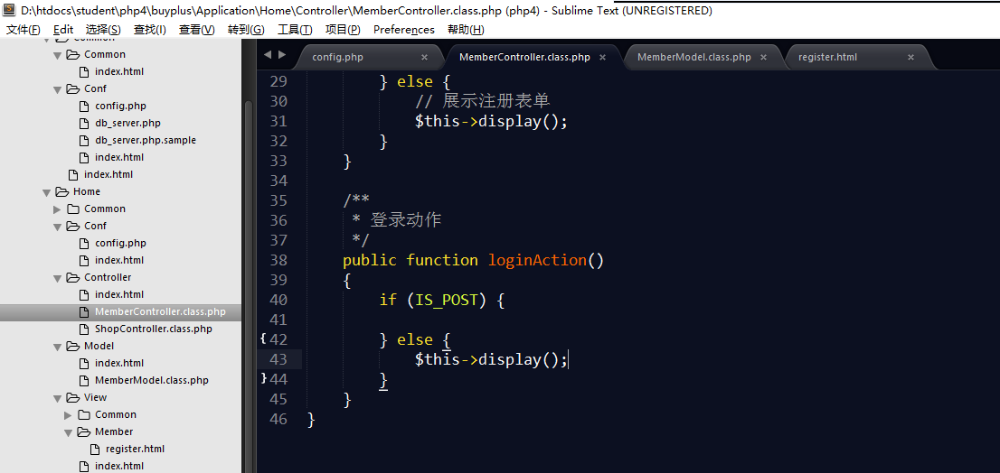 D:\htdocs\student\php4\buyplus\Application\Home\Controller\MemberController.class.php (php4) - Sublime Text (UNREGISTERED)
文件(F) Edit 选择(S) 查找(I) 查看(V) 转到(G) 工具(T) 项目(P) Preferences 帮助(H)
Common
Common
index.html
Conf
config.php
db_server.php
db_server.php.sample
index.html
index.html
Home
Common
Conf
config.php
index.html
Controller
index.html
MemberController.class.php
ShopController.class.php
Model
index.html
MemberModel.class.php
View
Common
Member
register.html
index.html
config.php × MemberController.class.php × MemberModel.class.php × register.html ×
29 } else {
30 // 展示注册表单
31 $this->display();
32 }
33 }
34
35 /**
36 * 登录动作
37 */
38 public function loginAction()
39 {
40 if (IS_POST) {
41
42 } else {
43 $this->display();
44 }
45 }
46 }